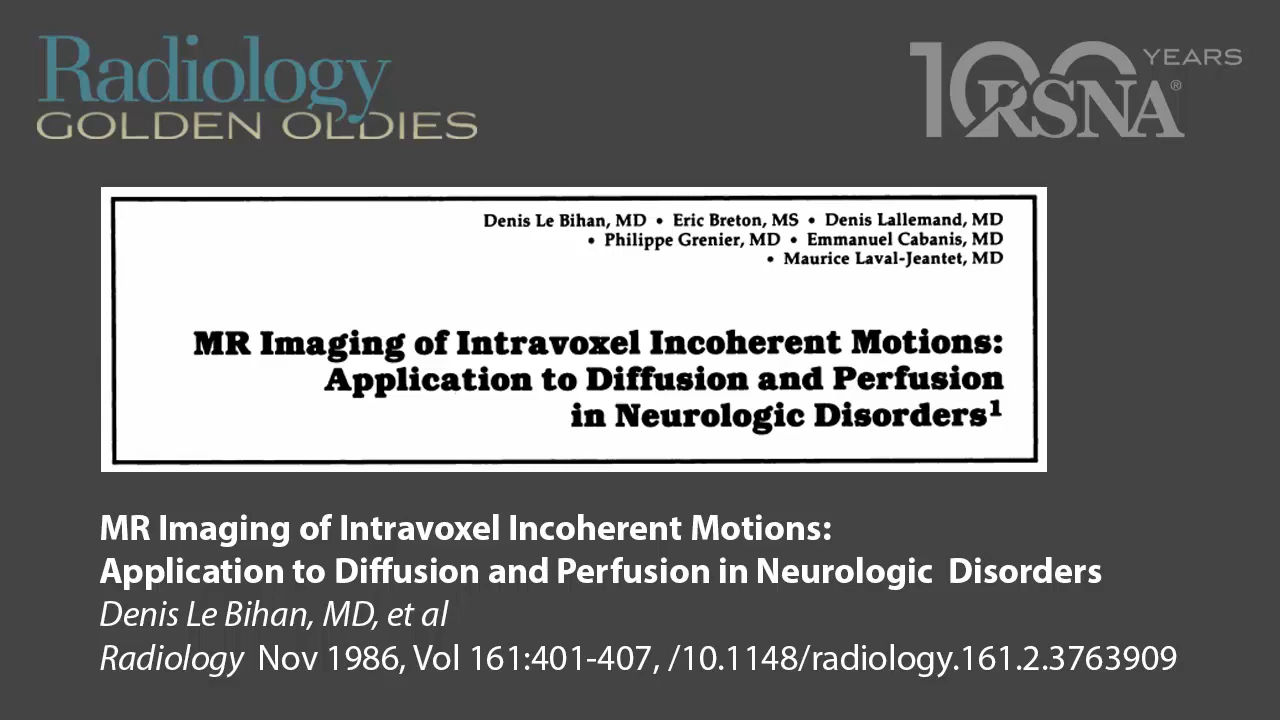 Radiology
GOLDEN OLDIES
100 YEARS
RSNA®
Denis Le Bihan, MD • Eric Breton, MS • Denis Lallemand, MD
• Philippe Grenier, MD • Emmanuel Cabanis, MD
• Maurice Laval-Jeantet, MD
MR Imaging of Intravoxel Incoherent Motions:
Application to Diffusion and Perfusion
in Neurologic Disorders¹
MR Imaging of Intravoxel Incoherent Motions:
Application to Diffusion and Perfusion in Neurologic Disorders
Denis Le Bihan, MD, et al
Radiology Nov 1986, Vol 161:401-407, /10.1148/radiology.161.2.3763909